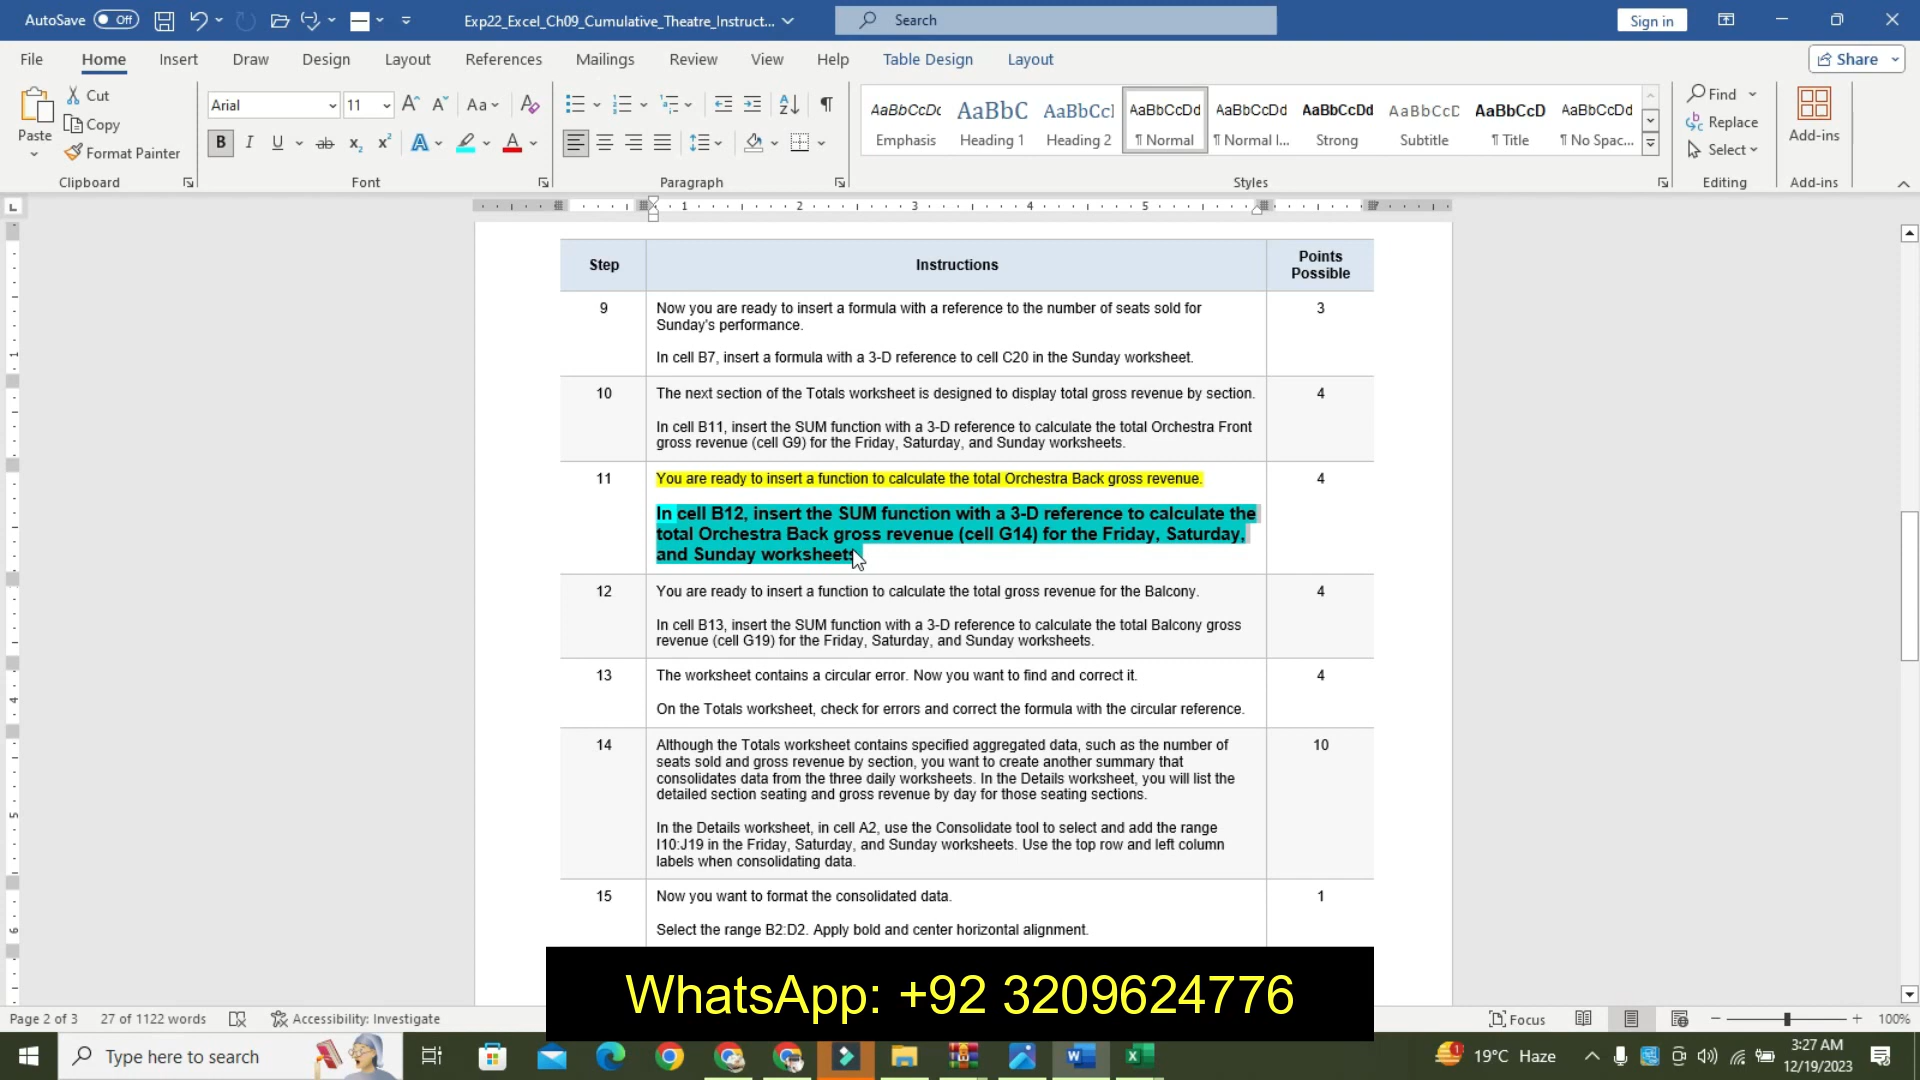 AutoSave Off Exp22_Excel_Ch09_Cumulative_Theatre_Instruct... Search Sign in
File Home Insert Draw Design Layout References Mailings Review View Help Table Design Layout Share
Paste Cut Copy Format Painter
Clipboard
Arial 11 Aa
B I U ab x₂ x² A A
Font
Paragraph
AaBbCcDc AaBbC AaBbCcI AaBbCcDd AaBbCcDd AaBbCcDd AaBbCcD AaBbCcD AaBbCcDd
Emphasis Heading 1 Heading 2 ¶ Normal ¶ Normal I... Strong Subtitle ¶ Title ¶ No Spac...
Styles
Find
Replace
Select
Editing
Add-ins
Add-ins
1 2 3 4 5
Step Instructions Points Possible
9 Now you are ready to insert a formula with a reference to the number of seats sold for 3
Sunday's performance.
In cell B7, insert a formula with a 3-D reference to cell C20 in the Sunday worksheet.
10 The next section of the Totals worksheet is designed to display total gross revenue by section. 4
In cell B11, insert the SUM function with a 3-D reference to calculate the total Orchestra Front
gross revenue (cell G9) for the Friday, Saturday, and Sunday worksheets.
11 You are ready to insert a function to calculate the total Orchestra Back gross revenue. 4
In cell B12, insert the SUM function with a 3-D reference to calculate the
total Orchestra Back gross revenue (cell G14) for the Friday, Saturday,
and Sunday worksheets
12 You are ready to insert a function to calculate the total gross revenue for the Balcony. 4
In cell B13, insert the SUM function with a 3-D reference to calculate the total Balcony gross
revenue (cell G19) for the Friday, Saturday, and Sunday worksheets.
13 The worksheet contains a circular error. Now you want to find and correct it. 4
On the Totals worksheet, check for errors and correct the formula with the circular reference.
14 Although the Totals worksheet contains specified aggregated data, such as the number of 10
seats sold and gross revenue by section, you want to create another summary that
consolidates data from the three daily worksheets. In the Details worksheet, you will list the
detailed section seating and gross revenue by day for those seating sections.
In the Details worksheet, in cell A2, use the Consolidate tool to select and add the range
I10:J19 in the Friday, Saturday, and Sunday worksheets. Use the top row and left column
labels when consolidating data.
15 Now you want to format the consolidated data. 1
Select the range B2:D2. Apply bold and center horizontal alignment.
WhatsApp: +92 3209624776
Page 2 of 3 27 of 1122 words Accessibility: Investigate Focus 100%
Type here to search 19°C Haze 3:27 AM
12/19/2023